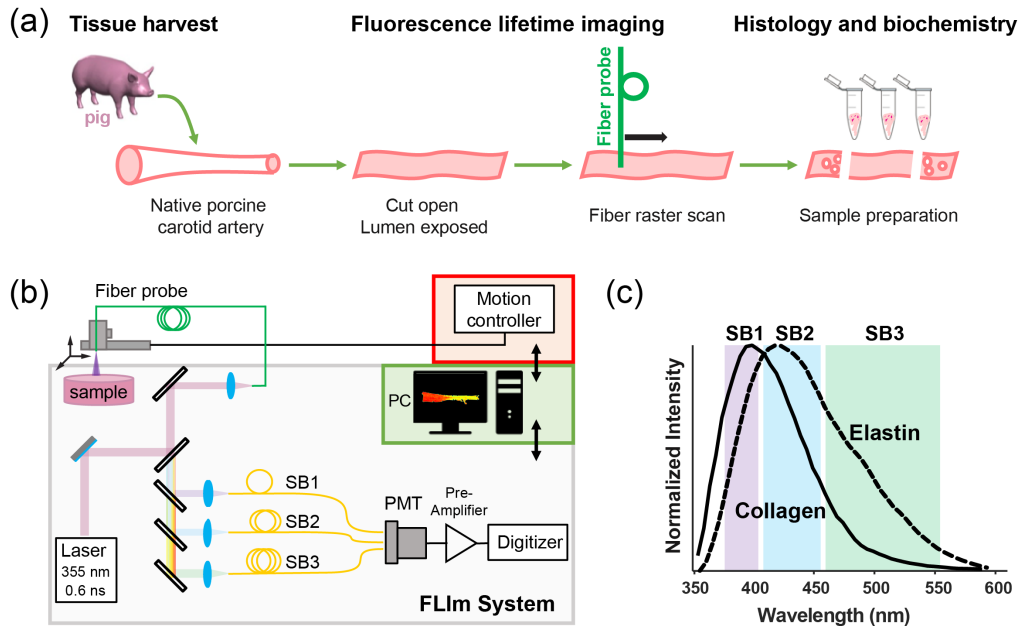 (a)
Tissue harvest
Fluorescence lifetime imaging
Histology and biochemistry
pig
Fiber probe
Native porcine
carotid artery
Cut open
Lumen exposed
Fiber raster scan
Sample preparation
(b)
Fiber probe
Motion
controller
sample
PC
SB1
SB2
SB3
PMT
Pre-
Amplifier
Digitizer
Laser
355 nm
0.6 ns
FLIm System
(c)
SB1
SB2
SB3
Normalized Intensity
Elastin
Collagen
350
400
450
500
550
600
Wavelength (nm)